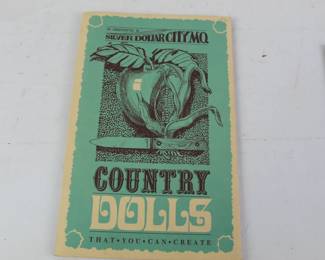 SILVER DOLLAR CITY, MO.
COUNTRY
DOLLS
THAT • YOU • CAN • CREATE